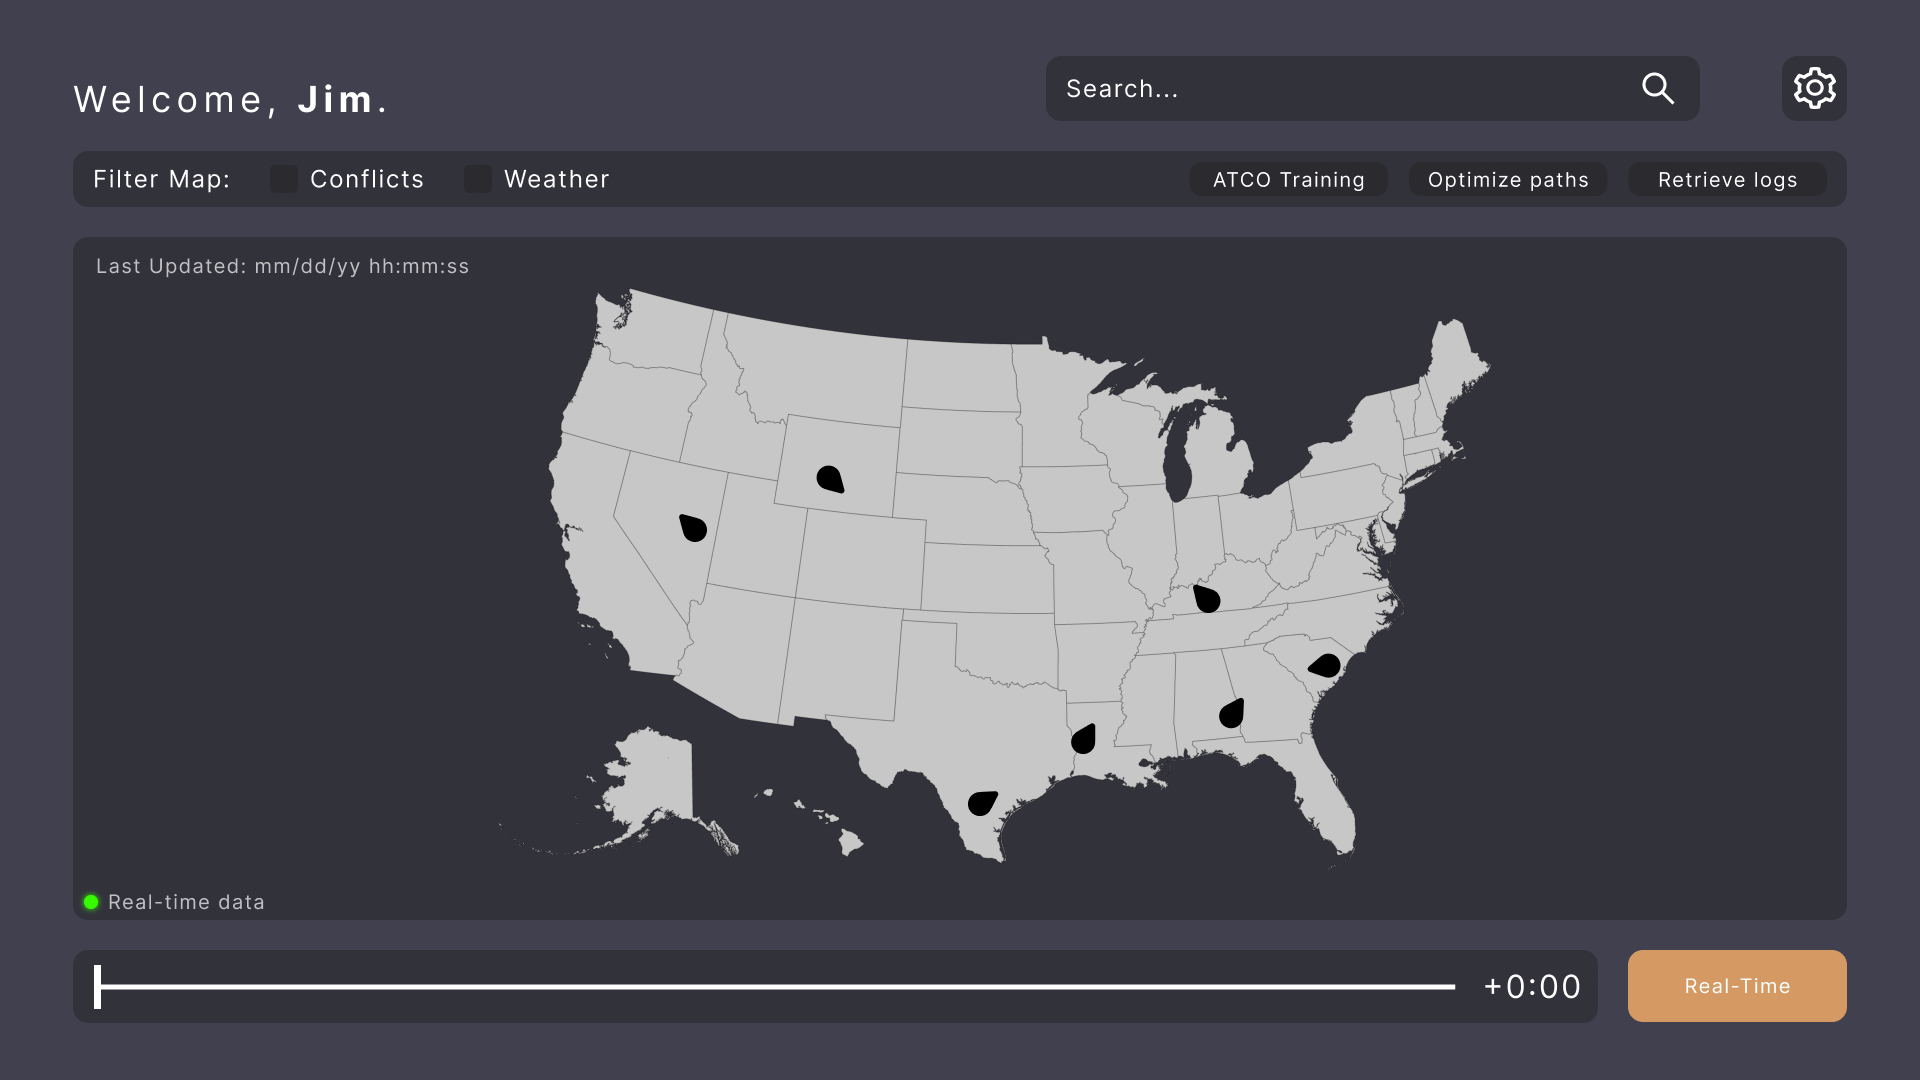 Welcome, Jim.
Search...
Filter Map:
Conflicts
Weather
ATCO Training
Optimize paths
Retrieve logs
Last Updated: mm/dd/yy hh:mm:ss
Real-time data
+0:00
Real-Time